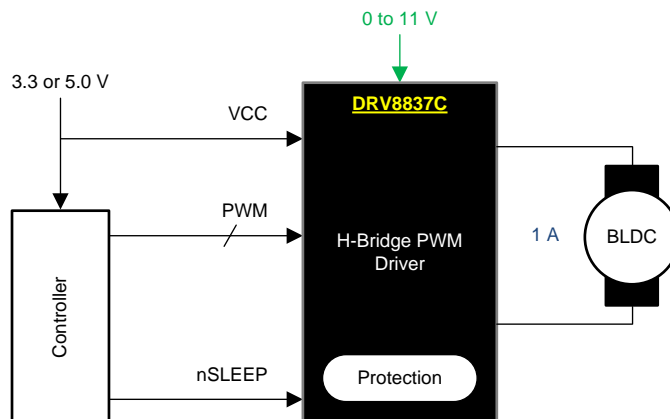 0 to 11 V
3.3 or 5.0 V
DRV8837C
VCC
PWM
H-Bridge PWM
Driver
1 A
BLDC
Controller
nSLEEP
Protection